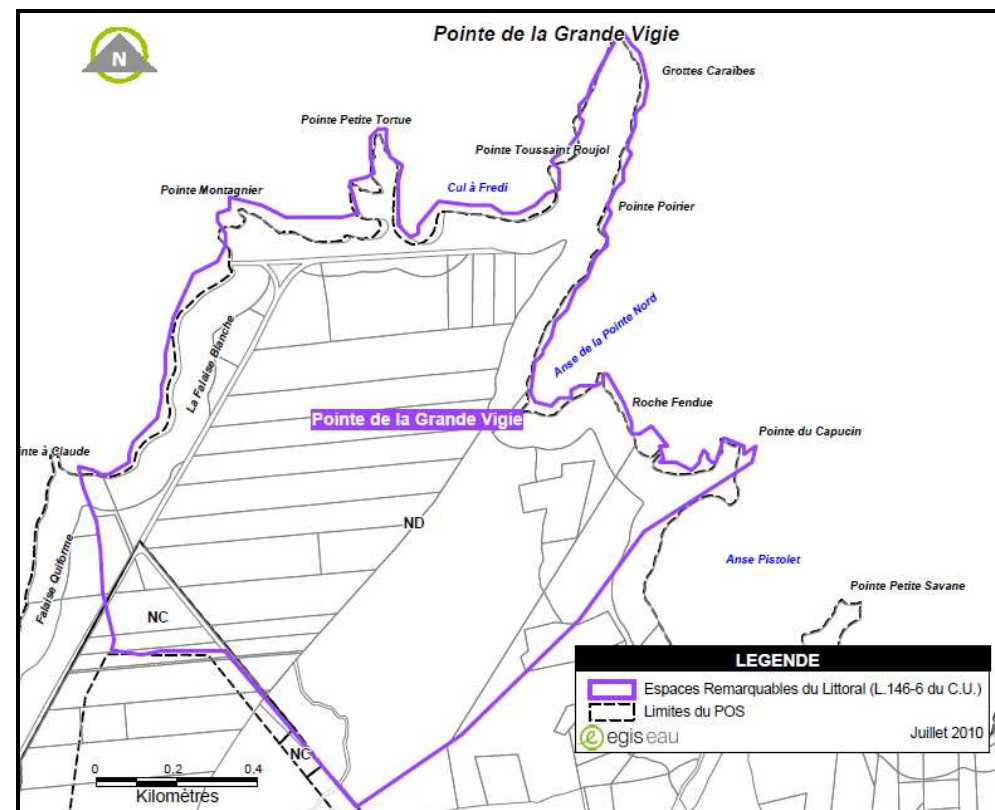 Pointe de la Grande Vigie
N
Grottes Caraïbes
Pointe Petite Tortue
Pointe Toussaint Roujol
Pointe Montagnier
Cul à Fredi
Pointe Poirier
Anse de la Pointe Nord
La Falaise Blanche
Roche Fendue
Pointe de la Grande Vigie
Pointe du Capucin
inte à Claude
ND
Anse Pistolet
Falaise Quiforme
Pointe Petite Savane
NC
LEGENDE
Espaces Remarquables du Littoral (L.146-6 du C.U.)
Limites du POS
egis eau
Juillet 2010
NC
0 0,2 0,4
Kilomètres